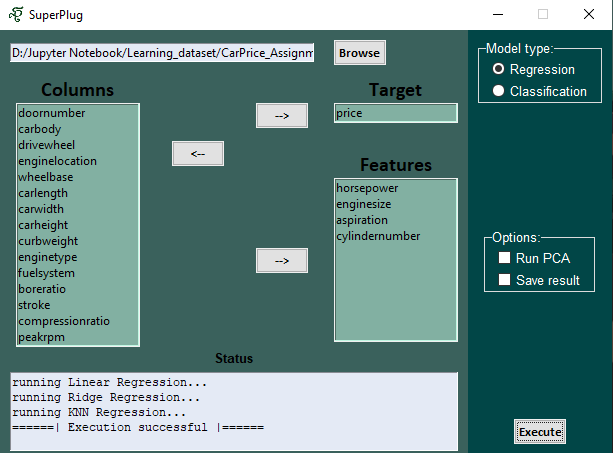 SuperPlug
D:/Jupyter Notebook/Learning_dataset/CarPrice_Assignm
Browse
Columns
doornumber
carbody
drivewheel
enginelocation
wheelbase
carlength
carwidth
carheight
curbweight
enginetype
fuelsystem
boreratio
stroke
compressionratio
peakrpm
-->
<--
-->
Target
price
Features
horsepower
enginesize
aspiration
cylindernumber
Status
running Linear Regression...
running Ridge Regression...
running KNN Regression...
======| Execution successful |======
Model type:
Regression
Classification
Options:
Run PCA
Save result
Execute